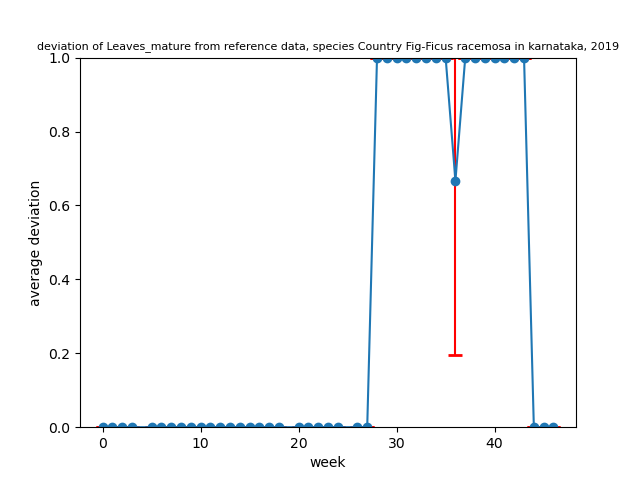 deviation of Leaves_mature from reference data, species Country Fig-Ficus racemosa in karnataka, 2019
1.0
0.8
0.6
0.4
0.2
0.0
average deviation
0 10 20 30 40
week